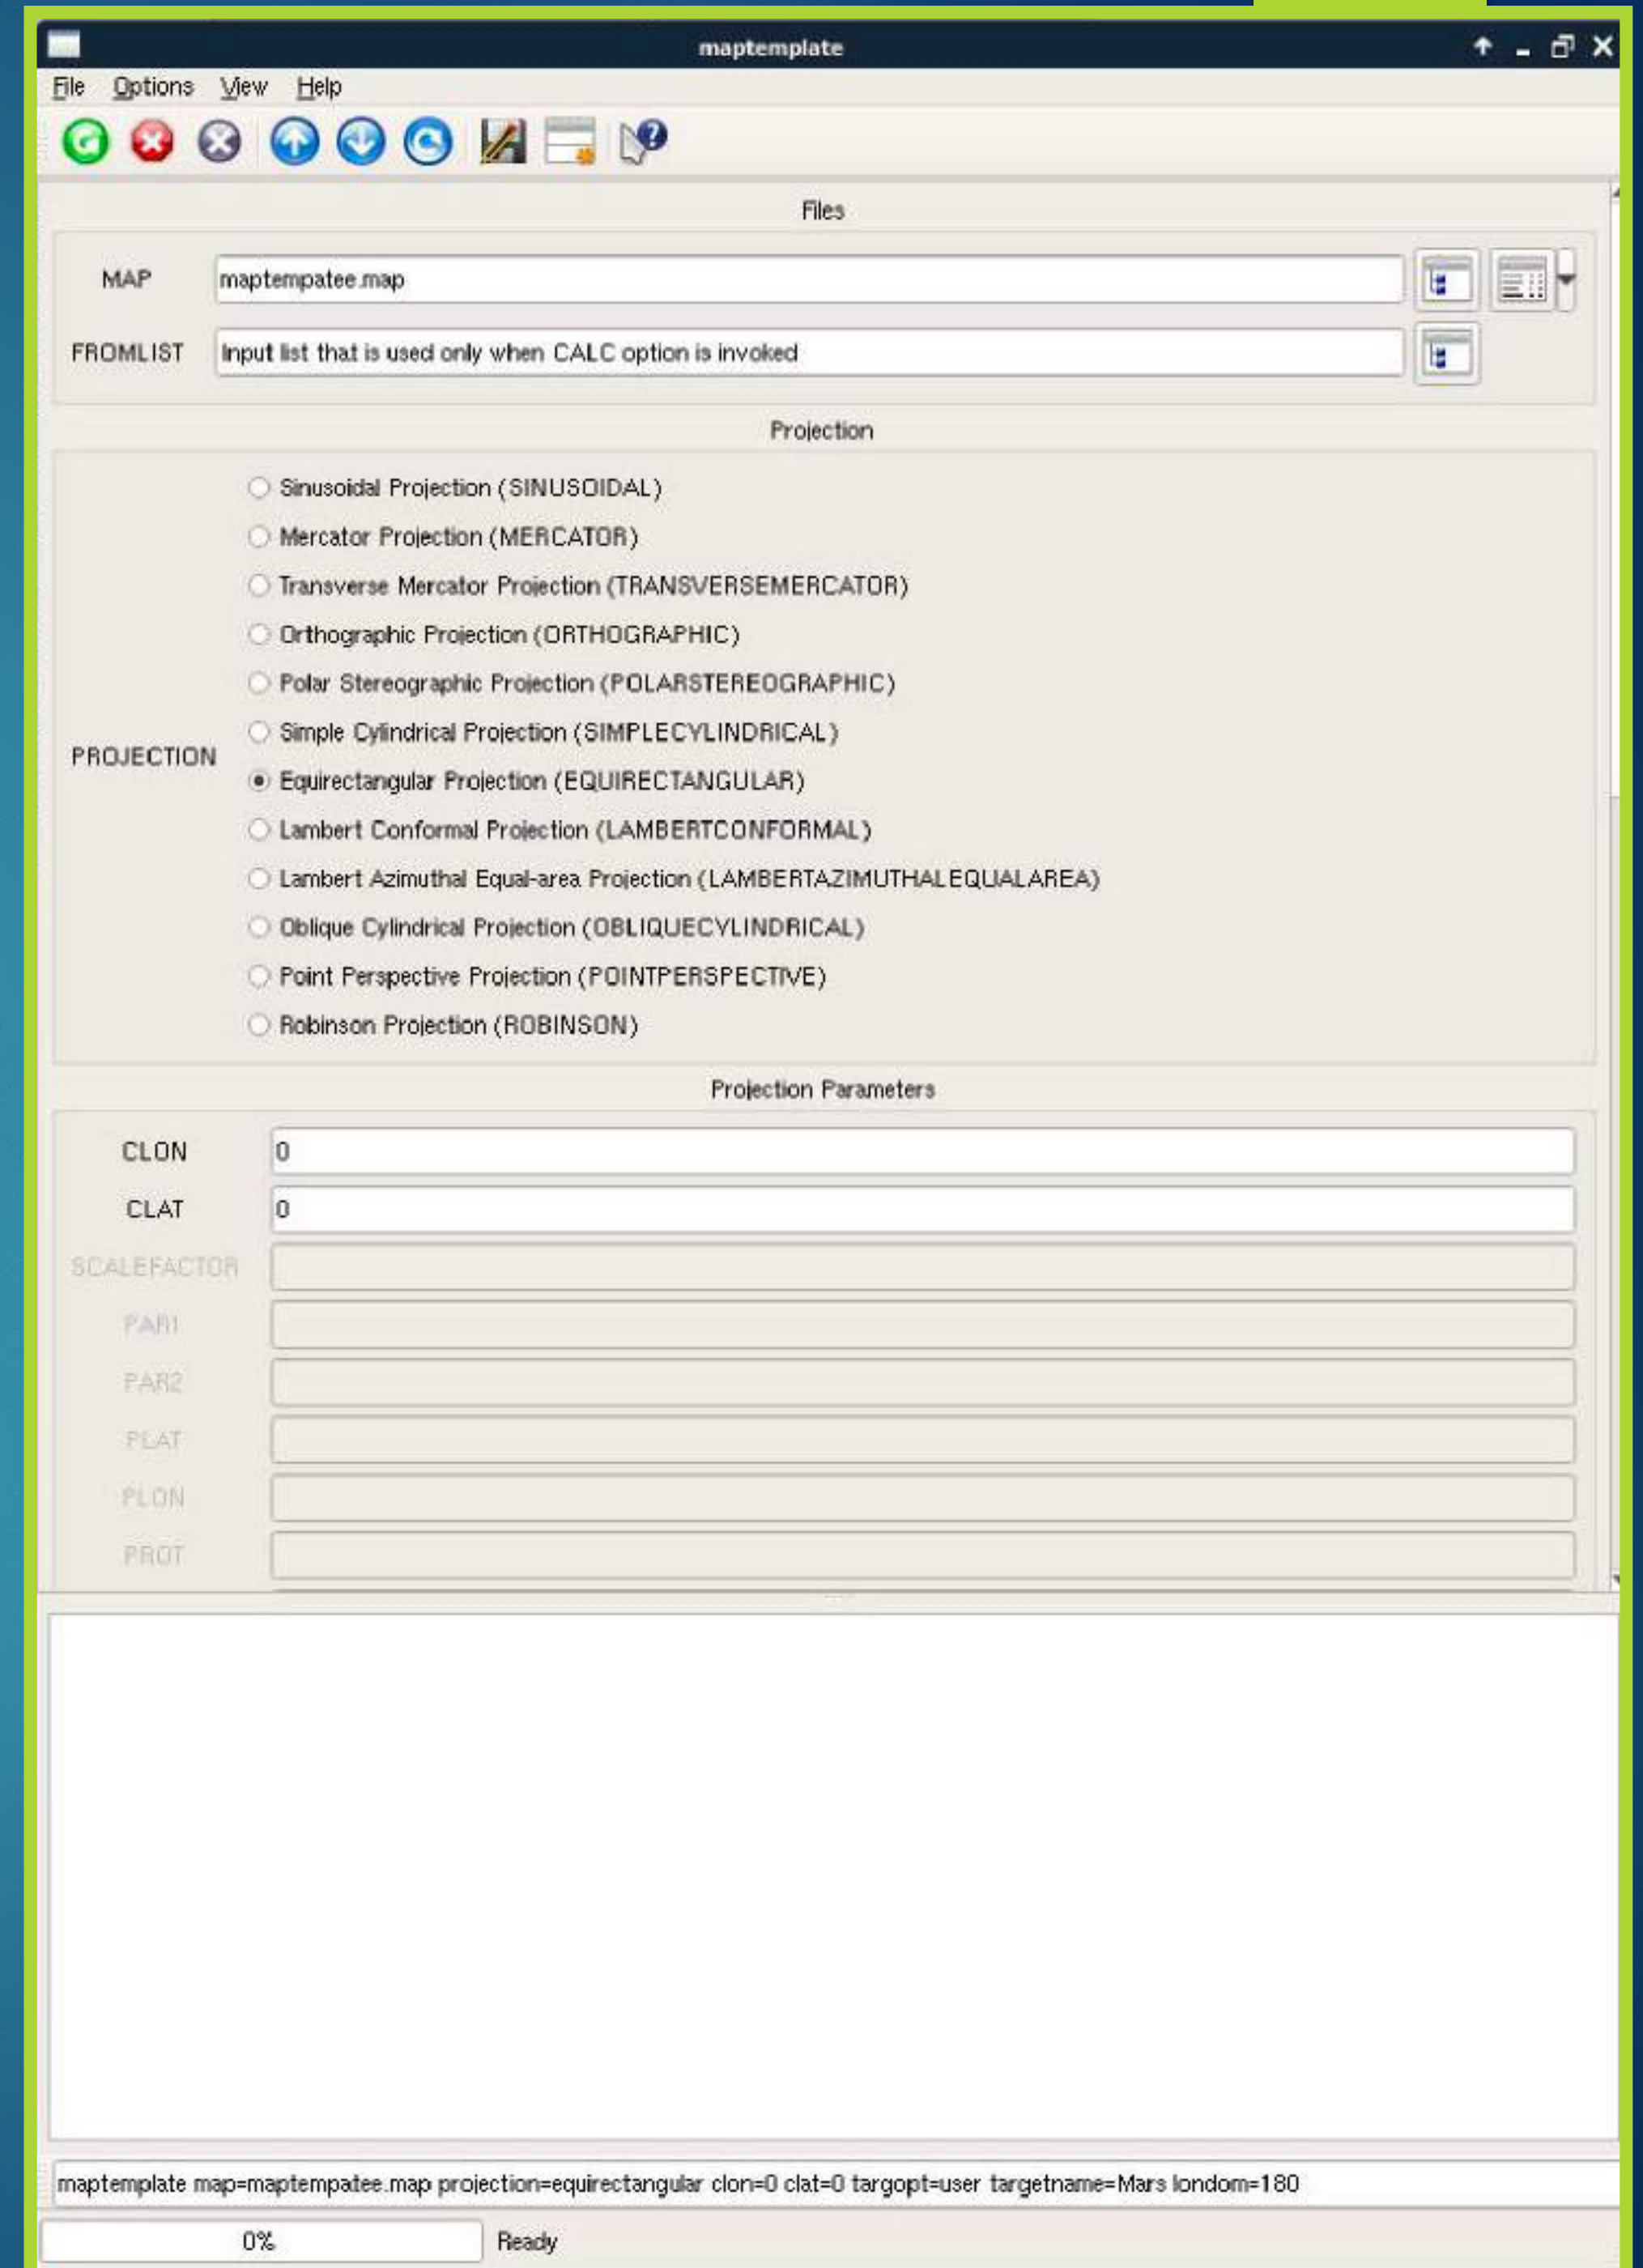 maptemplate
File Options View Help
Files
MAP maptempatee.map
FROMLIST Input list that is used only when CALC option is invoked
Projection
PROJECTION
Sinusoidal Projection (SINUSOIDAL)
Mercator Projection (MERCATOR)
Transverse Mercator Projection (TRANSVERSEMERCATOR)
Orthographic Projection (ORTHOGRAPHIC)
Polar Stereographic Projection (POLARSTEREOGRAPHIC)
Simple Cylindrical Projection (SIMPLECYLINDRICAL)
Equirectangular Projection (EQUIRECTANGULAR)
Lambert Conformal Projection (LAMBERTCONFORMAL)
Lambert Azimuthal Equal-area Projection (LAMBERTAZIMUTHALEQUALAREA)
Oblique Cylindrical Projection (OBLIQUECYLINDRICAL)
Point Perspective Projection (POINTPERSPECTIVE)
Robinson Projection (ROBINSON)
Projection Parameters
CLON 0
CLAT 0
SCALEFACTOR
PAR1
PAR2
PLAT
PLON
PROT
maptemplate map=maptempatee.map projection=equirectangular clon=0 clat=0 targopt=user targetname=Mars londom=180
0% Ready